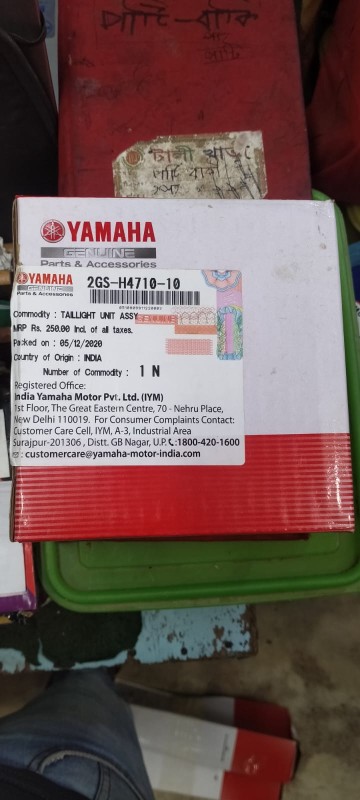 পার্টি-বাকি
টালী খাতা
YAMAHA
GENUINE
Parts & Accessories
YAMAHA
GENUINE
Parts & Accessories
2GS-H4710-10
Commodity : TAILLIGHT UNIT ASSY
MRP Rs. 250.00 Incl. of all taxes.
Packed on : 05/12/2020
Country of Origin : INDIA
Number of Commodity : 1 N
Registered Office:
India Yamaha Motor Pvt. Ltd. (IYM)
1st Floor, The Great Eastern Centre, 70 - Nehru Place,
New Delhi 110019. For Consumer Complaints Contact:
Customer Care Cell, IYM, A-3, Industrial Area
Surajpur-201306 , Distt. GB Nagar, U.P. :1800-420-1600
: customercare@yamaha-motor-india.com